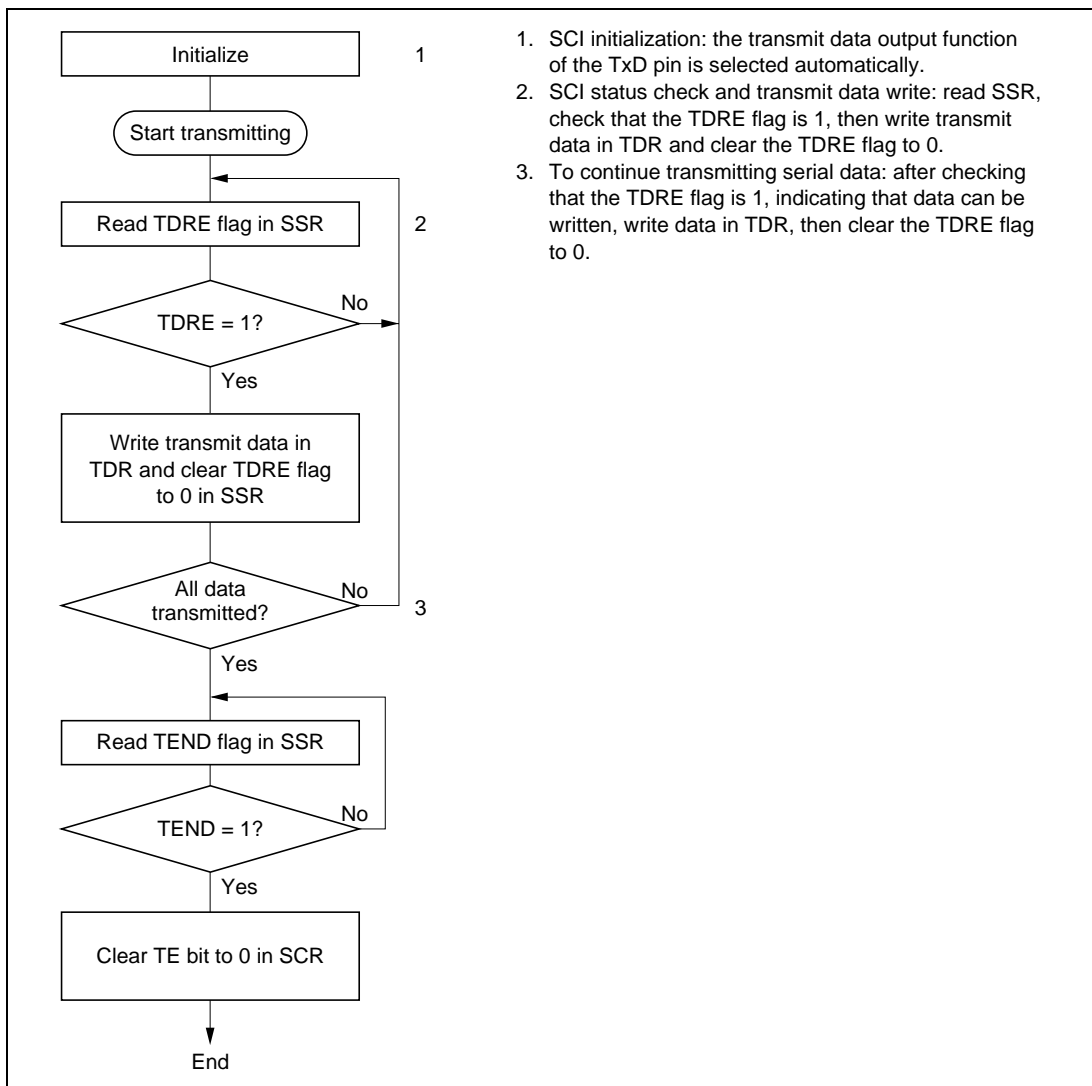 Initialize
1
Start transmitting
Read TDRE flag in SSR
2
No
TDRE = 1?
Yes
Write transmit data in
TDR and clear TDRE flag
to 0 in SSR
All data
transmitted?
No
3
Yes
Read TEND flag in SSR
No
TEND = 1?
Yes
Clear TE bit to 0 in SCR
End
1. SCI initialization: the transmit data output function
of the TxD pin is selected automatically.
2. SCI status check and transmit data write: read SSR,
check that the TDRE flag is 1, then write transmit
data in TDR and clear the TDRE flag to 0.
3. To continue transmitting serial data: after checking
that the TDRE flag is 1, indicating that data can be
written, write data in TDR, then clear the TDRE flag
to 0.